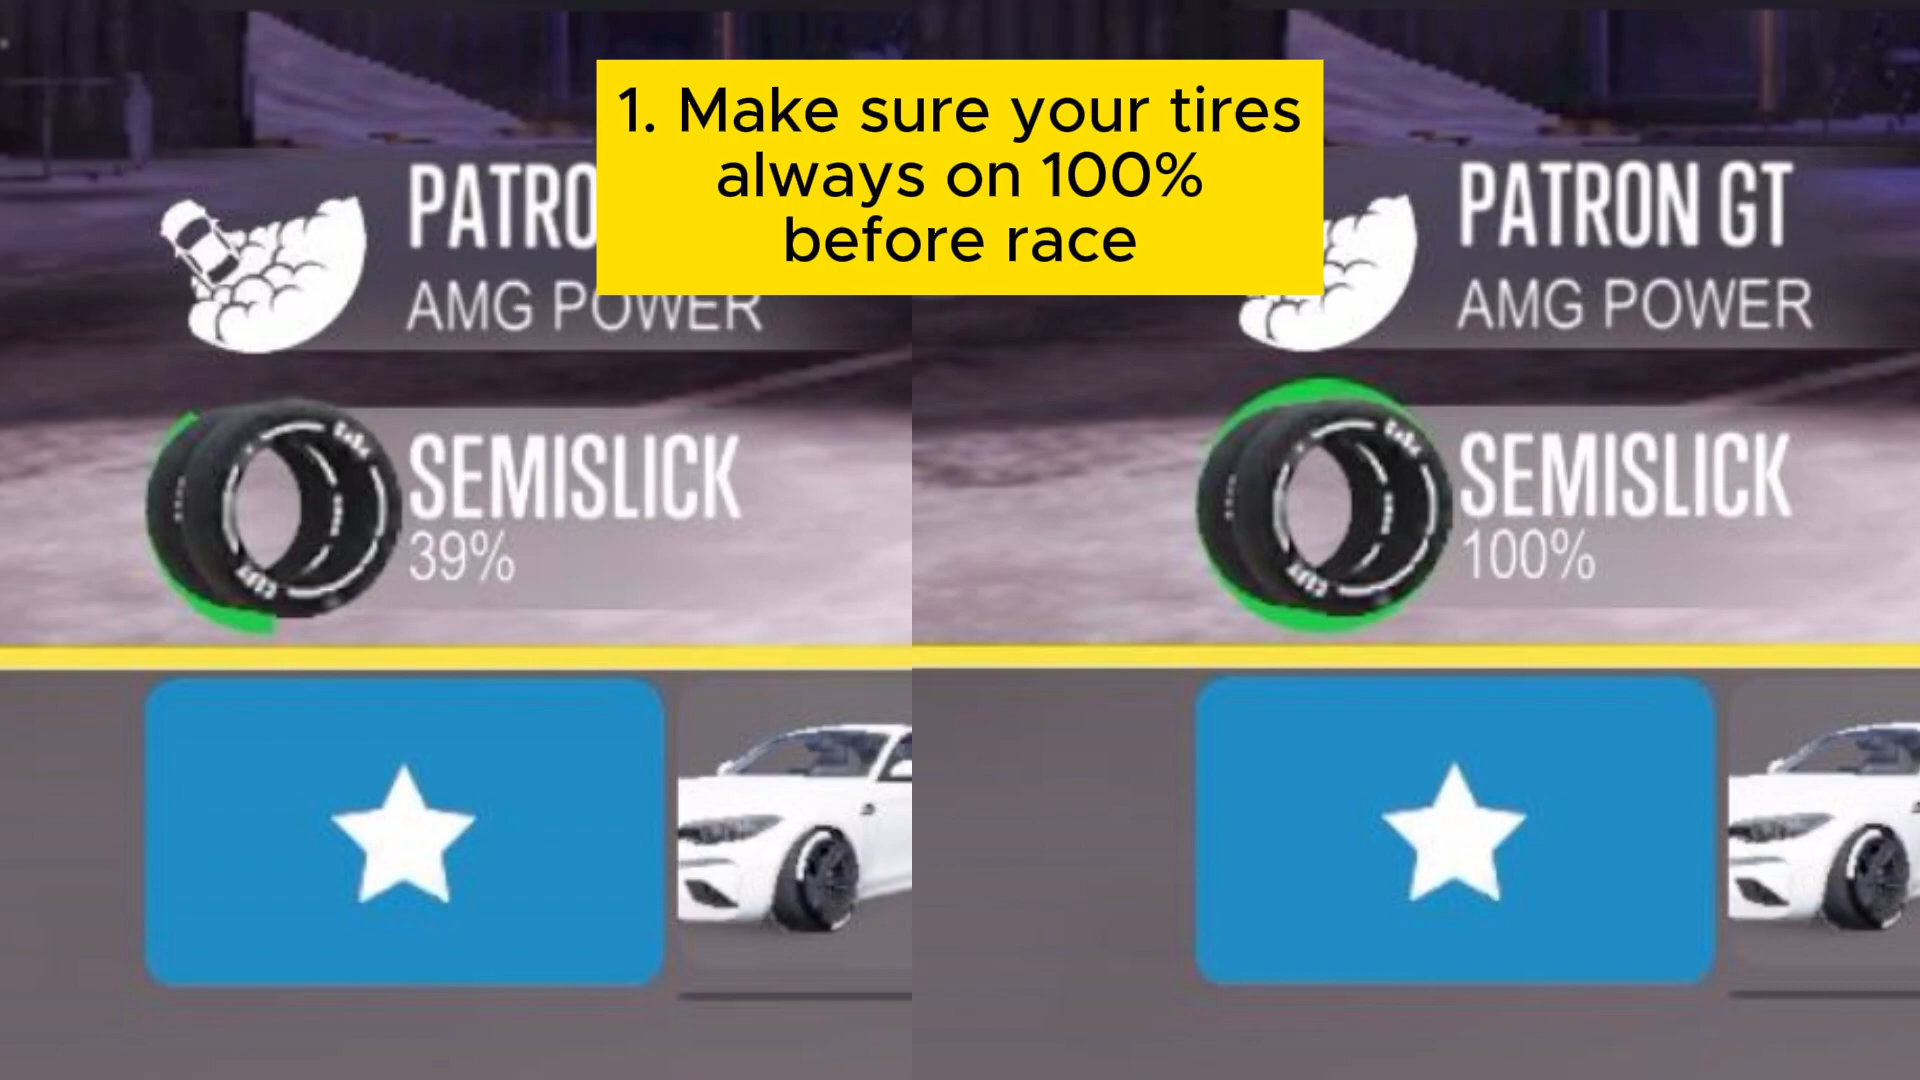 1. Make sure your tires
always on 100%
before race
PATRO
AMG POWER
SEMISLICK
39%
PATRON GT
AMG POWER
SEMISLICK
100%